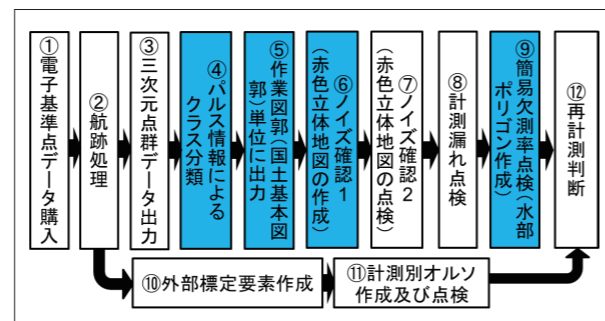 ①電子基準点データ購入
②航跡処理
③三次元点群データ出力
④パルス情報による
クラス分類
⑤作業図郭(国土基本図
郭)単位に出力
⑥ノイズ確認1
(赤色立体地図の作成)
⑦ノイズ確認2
(赤色立体地図の点検)
⑧計測漏れ点検
⑨簡易欠測率点検(水部
ポリゴン作成)
⑫再計測判断
⑩外部標定要素作成
⑪計測別オルソ
作成及び点検